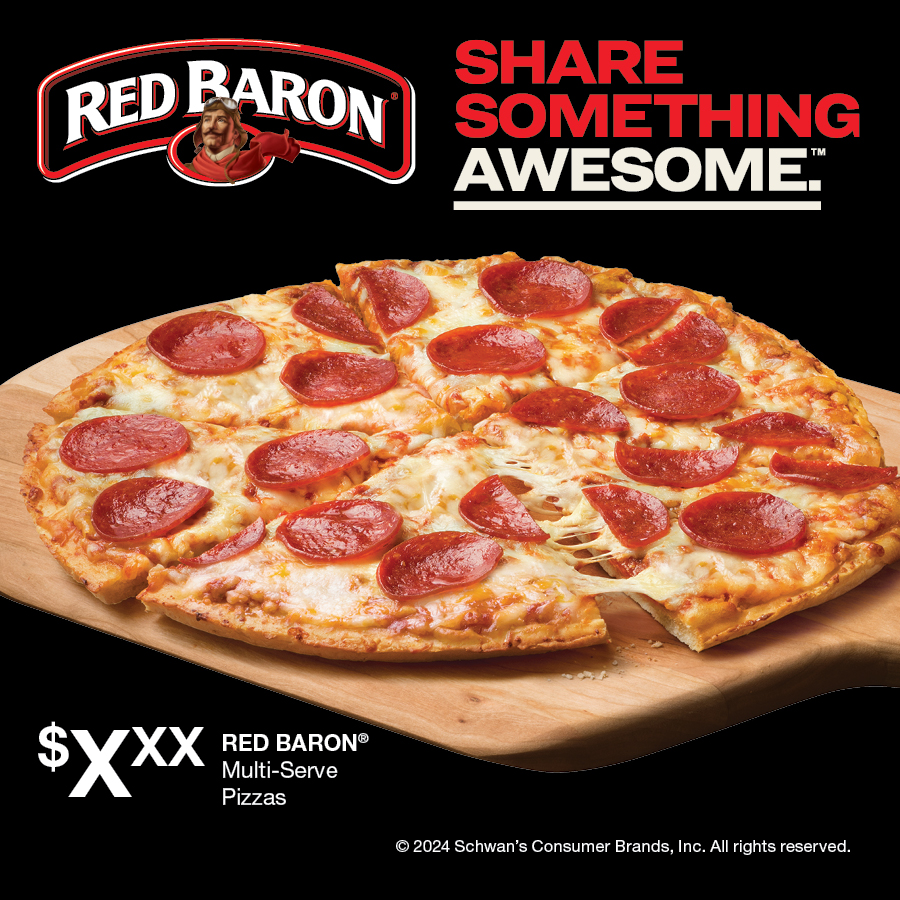 RED BARON®
SHARE
SOMETHING
AWESOME.™
$XXX
RED BARON®
Multi-Serve
Pizzas
© 2024 Schwan's Consumer Brands, Inc. All rights reserved.